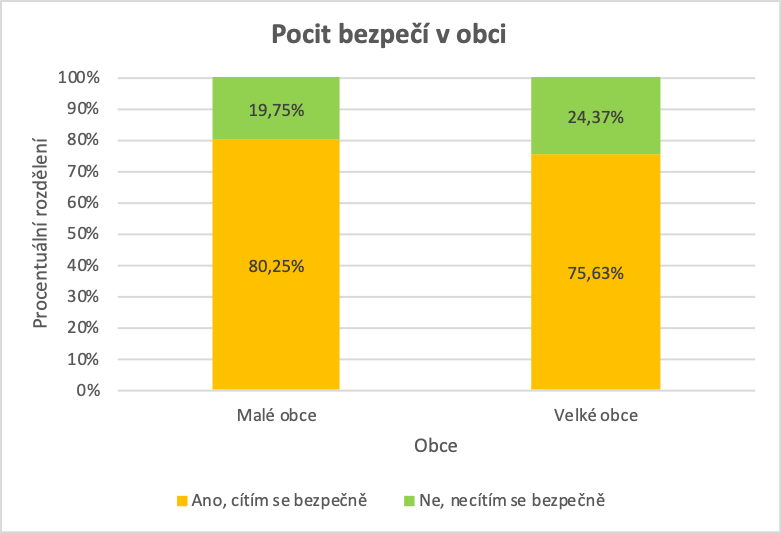 Pocit bezpečí v obci
100%
90%
80%
70%
60%
50%
40%
30%
20%
10%
0%
Procentuální rozdělení
19,75%
24,37%
80,25%
75,63%
Malé obce
Velké obce
Obce
Ano, cítím se bezpečně
Ne, necítím se bezpečně